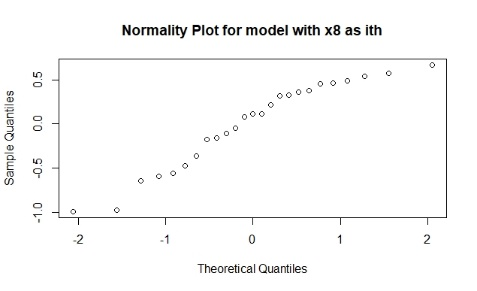 Normality Plot for model with x8 as ith
Sample Quantiles
0.5
0.0
-0.5
-1.0
-2 -1 0 1 2
Theoretical Quantiles